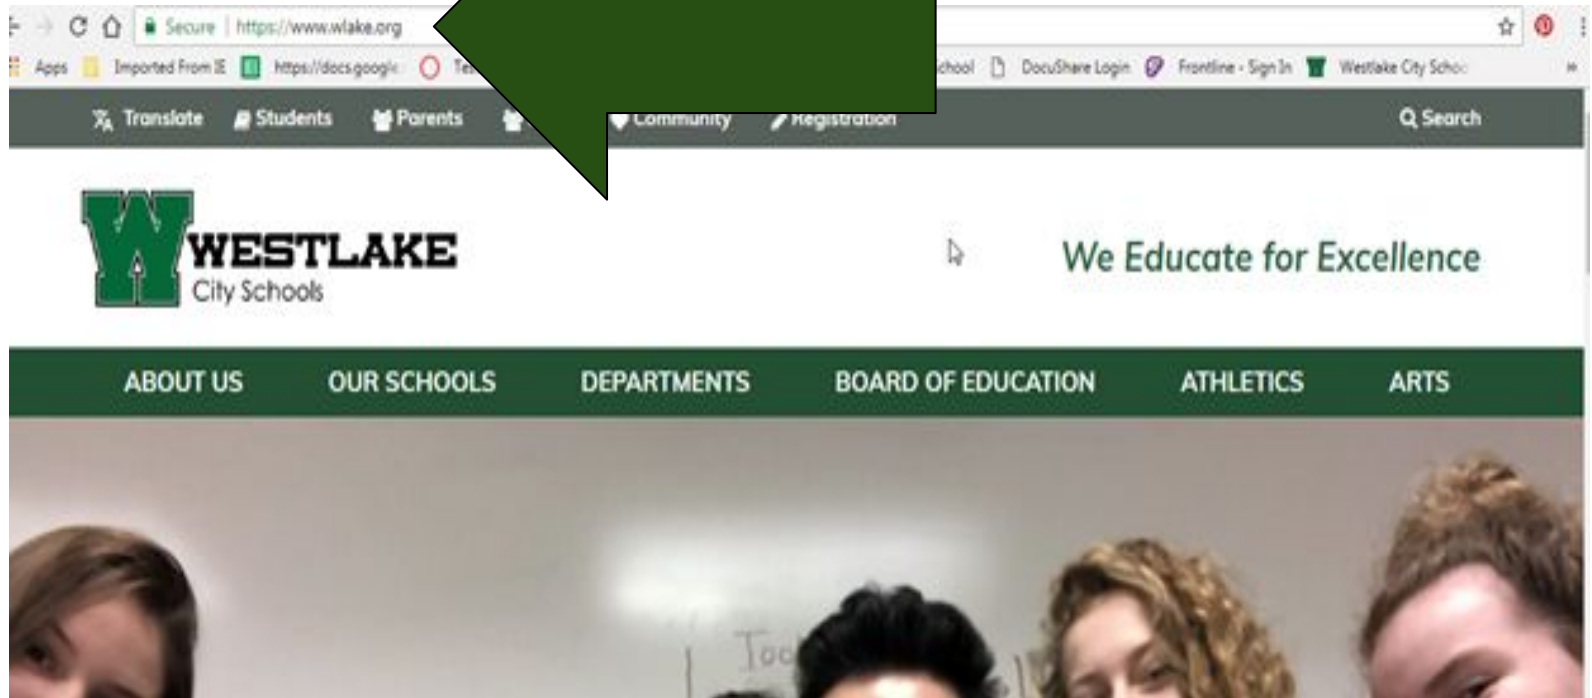 Secure | https://www.wlake.org
Apps Imported From IE https://docs.google DocuShare Login Frontline - Sign In Westlake City Schoo
Translate Students Parents Community Registration Search
WESTLAKE
City Schools
We Educate for Excellence
ABOUT US OUR SCHOOLS DEPARTMENTS BOARD OF EDUCATION ATHLETICS ARTS